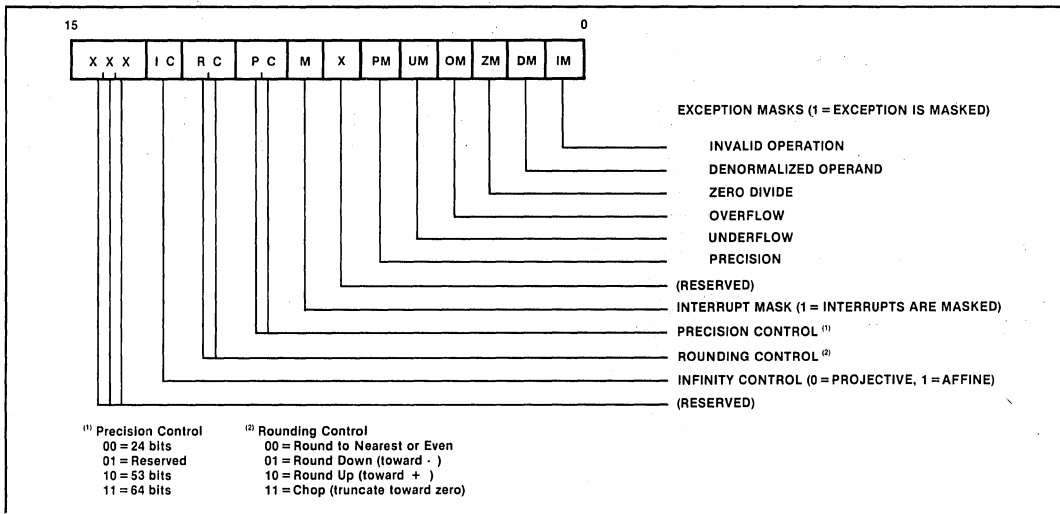 15 0
X X X I C R C P C M X PM UM OM ZM DM IM
EXCEPTION MASKS (1 = EXCEPTION IS MASKED)
INVALID OPERATION
DENORMALIZED OPERAND
ZERO DIVIDE
OVERFLOW
UNDERFLOW
PRECISION
(RESERVED)
INTERRUPT MASK (1 = INTERRUPTS ARE MASKED)
PRECISION CONTROL (1)
ROUNDING CONTROL (2)
INFINITY CONTROL (0 = PROJECTIVE, 1 = AFFINE)
(RESERVED)
(1) Precision Control
00 = 24 bits
01 = Reserved
10 = 53 bits
11 = 64 bits
(2) Rounding Control
00 = Round to Nearest or Even
01 = Round Down (toward - )
10 = Round Up (toward + )
11 = Chop (truncate toward zero)